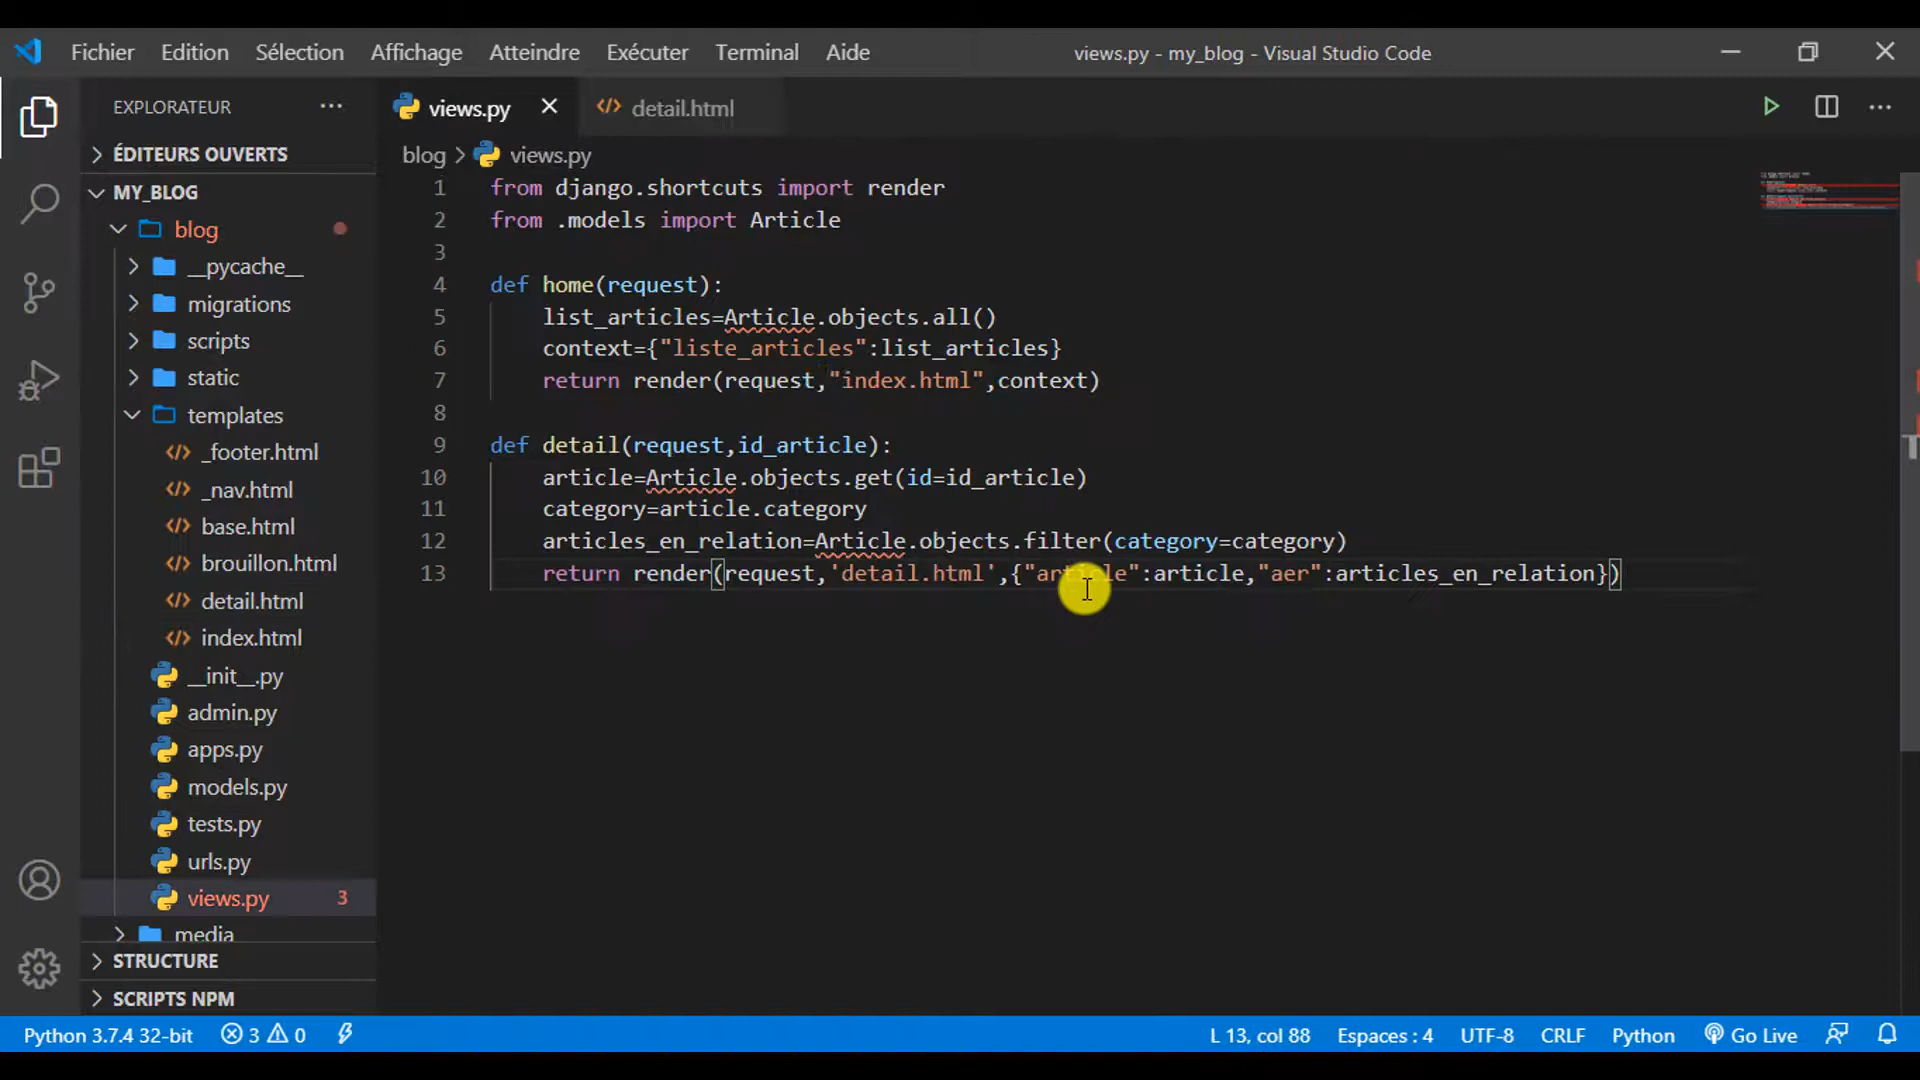 Fichier Edition Sélection Affichage Atteindre Exécuter Terminal Aide views.py - my_blog - Visual Studio Code
EXPLORATEUR
ÉDITEURS OUVERTS
MY_BLOG
blog
__pycache__
migrations
scripts
static
templates
_footer.html
_nav.html
base.html
brouillon.html
detail.html
index.html
__init__.py
admin.py
apps.py
models.py
tests.py
urls.py
views.py 3
media
STRUCTURE
SCRIPTS NPM
views.py detail.html
blog > views.py
1 from django.shortcuts import render
2 from .models import Article
3
4 def home(request):
5 list_articles=Article.objects.all()
6 context={"liste_articles":list_articles}
7 return render(request,"index.html",context)
8
9 def detail(request,id_article):
10 article=Article.objects.get(id=id_article)
11 category=article.category
12 articles_en_relation=Article.objects.filter(category=category)
13 return render(request,'detail.html',{"article":article,"aer":articles_en_relation})
Python 3.7.4 32-bit 3 0 L 13, col 88 Espaces : 4 UTF-8 CRLF Python Go Live